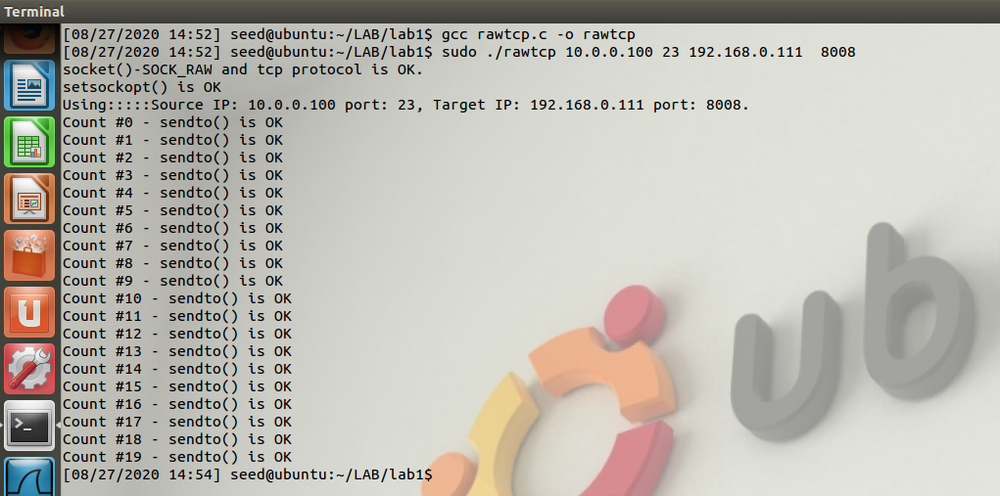 Terminal
[08/27/2020 14:52] seed@ubuntu:~/LAB/lab1$ gcc rawtcp.c -o rawtcp
[08/27/2020 14:52] seed@ubuntu:~/LAB/lab1$ sudo ./rawtcp 10.0.0.100 23 192.168.0.111  8008
socket()-SOCK_RAW and tcp protocol is OK.
setsockopt() is OK
Using:::::Source IP: 10.0.0.100 port: 23, Target IP: 192.168.0.111 port: 8008.
Count #0 - sendto() is OK
Count #1 - sendto() is OK
Count #2 - sendto() is OK
Count #3 - sendto() is OK
Count #4 - sendto() is OK
Count #5 - sendto() is OK
Count #6 - sendto() is OK
Count #7 - sendto() is OK
Count #8 - sendto() is OK
Count #9 - sendto() is OK
Count #10 - sendto() is OK
Count #11 - sendto() is OK
Count #12 - sendto() is OK
Count #13 - sendto() is OK
Count #14 - sendto() is OK
Count #15 - sendto() is OK
Count #16 - sendto() is OK
Count #17 - sendto() is OK
Count #18 - sendto() is OK
Count #19 - sendto() is OK
[08/27/2020 14:54] seed@ubuntu:~/LAB/lab1$
ub